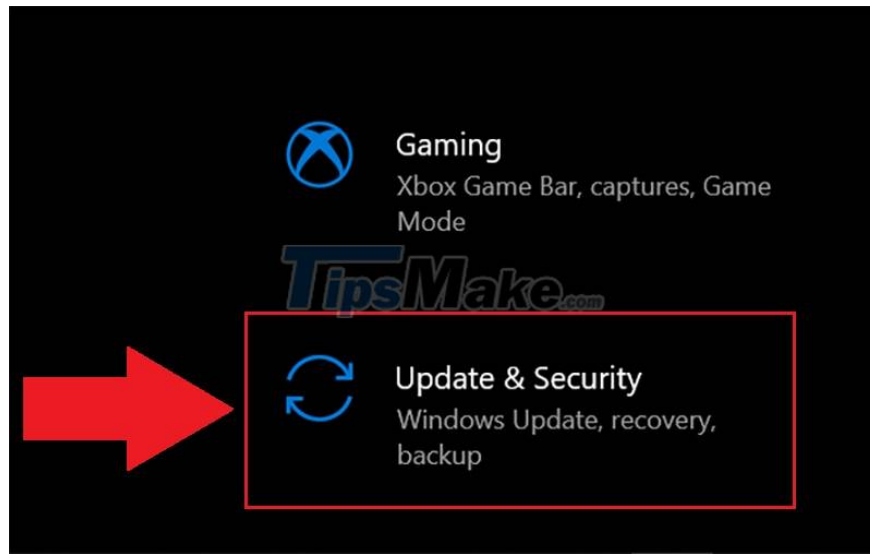 Gaming
Xbox Game Bar, captures, Game
Mode
TipsMake.com
Update & Security
Windows Update, recovery,
backup